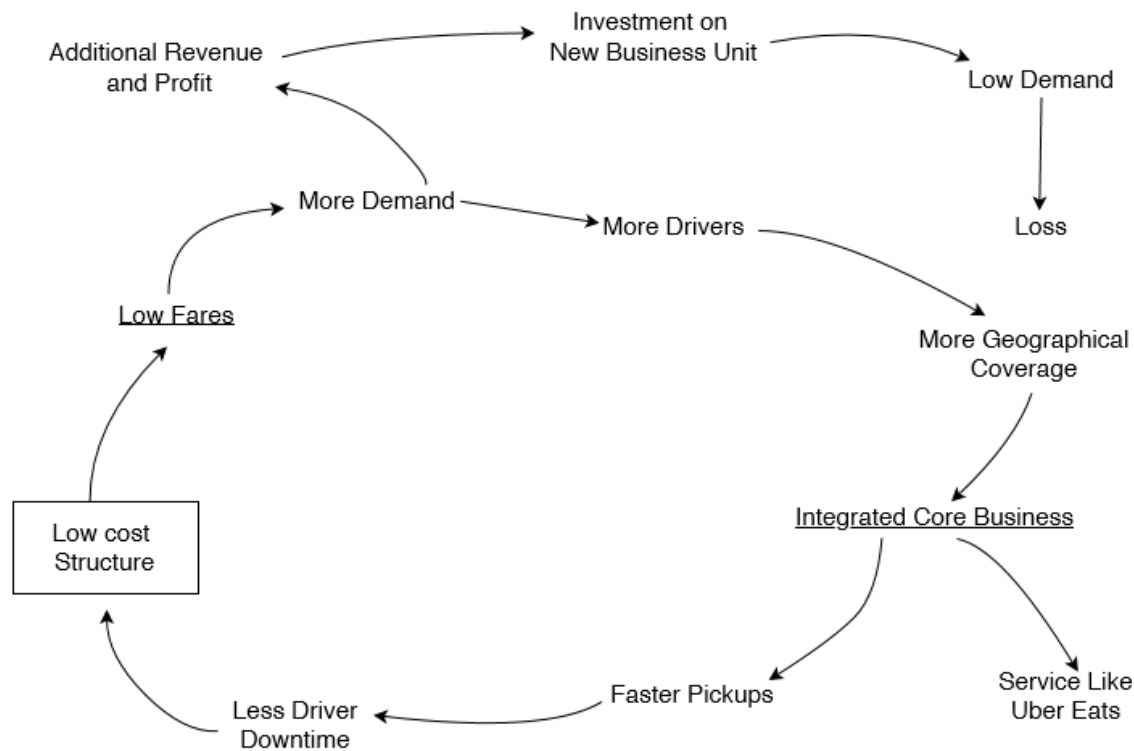 Additional Revenue
and Profit
Investment on
New Business Unit
Low Demand
Loss
More Demand
More Drivers
Low Fares
More Geographical
Coverage
Low cost
Structure
Integrated Core Business
Less Driver
Downtime
Faster Pickups
Service Like
Uber Eats